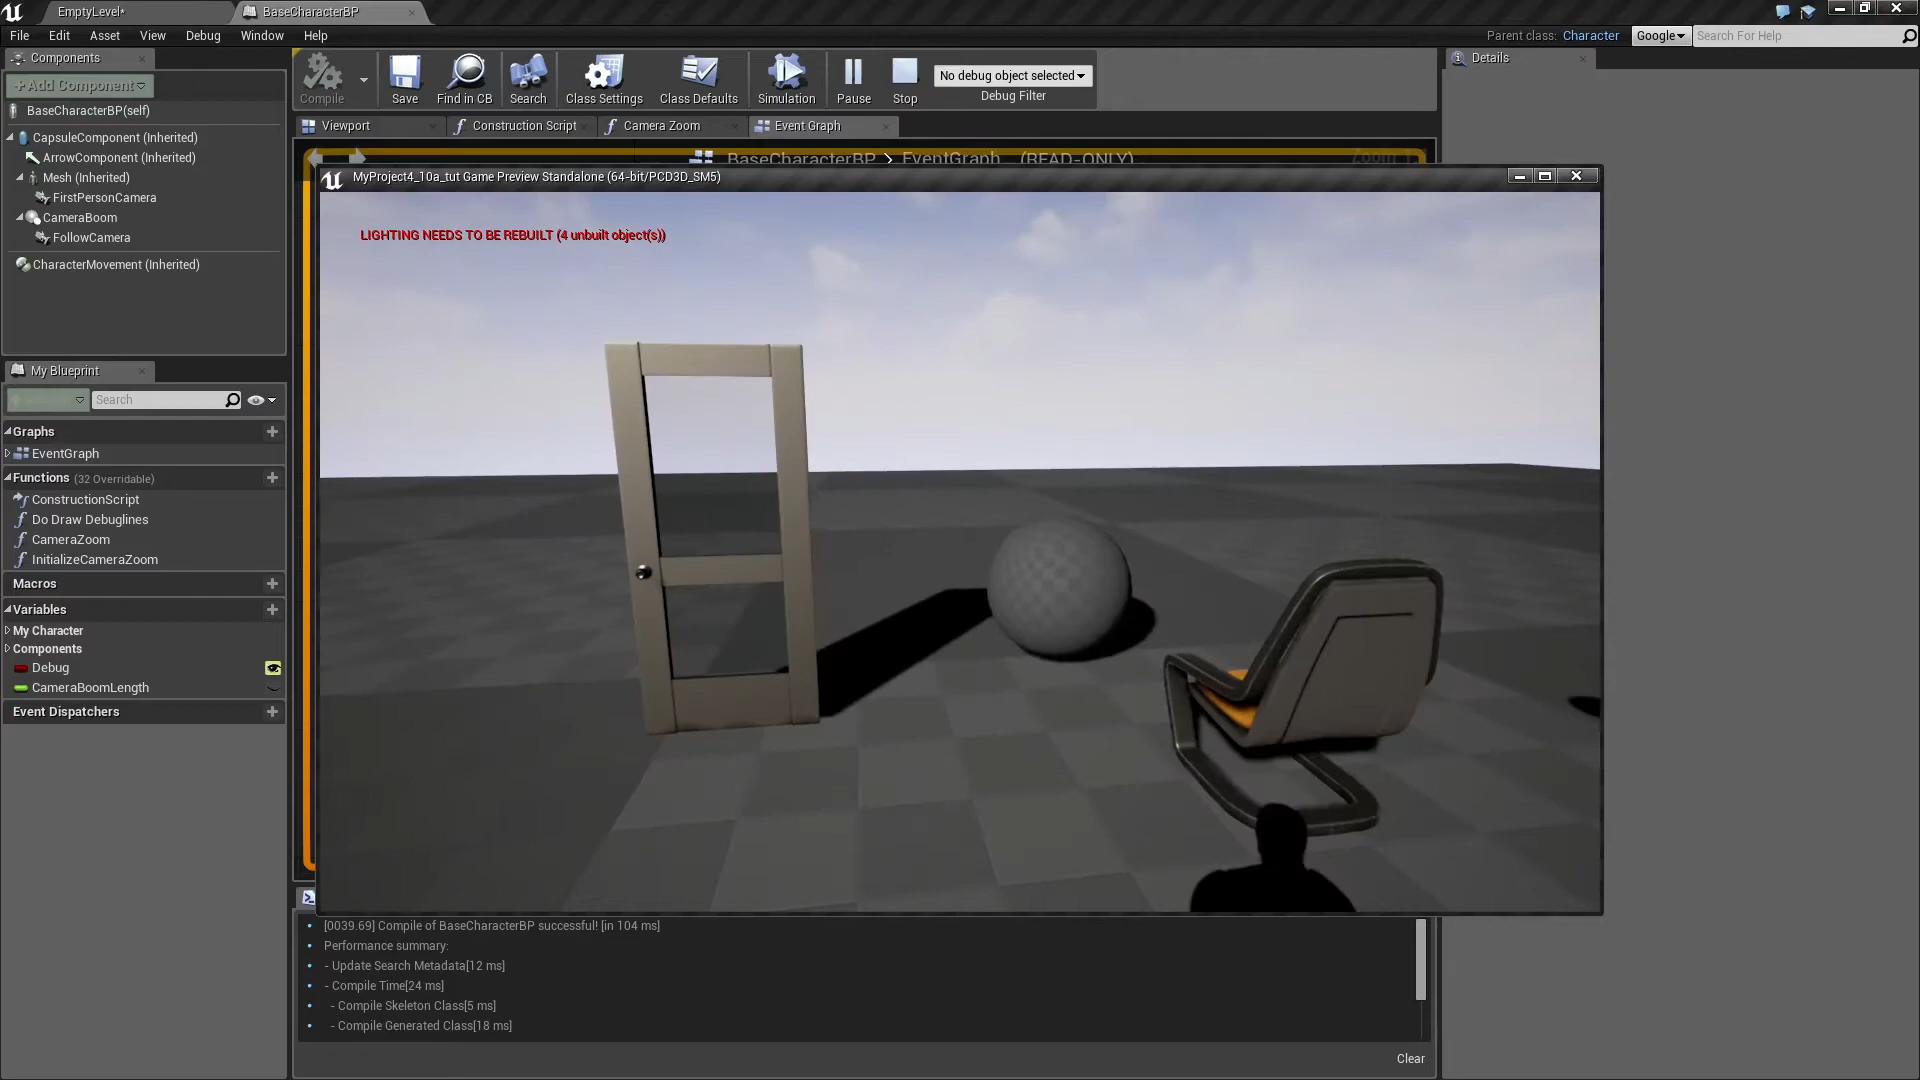 EmptyLevel*
BaseCharacterBP
File Edit Asset View Debug Window Help
Parent class: Character
Google
Search For Help
Components
+Add Component
BaseCharacterBP(self)
CapsuleComponent (Inherited)
ArrowComponent (Inherited)
Mesh (Inherited)
FirstPersonCamera
CameraBoom
FollowCamera
CharacterMovement (Inherited)
My Blueprint
Search
Graphs
EventGraph
Functions (32 Overridable)
ConstructionScript
Do Draw Debuglines
CameraZoom
InitializeCameraZoom
Macros
Variables
My Character
Components
Debug
CameraBoomLength
Event Dispatchers
Compile
Save
Find in CB
Search
Class Settings
Class Defaults
Simulation
Pause
Stop
No debug object selected
Debug Filter
Viewport
Construction Script
Camera Zoom
Event Graph
BaseCharacterBP > EventGraph (READ-ONLY)
MyProject4_10a_tut Game Preview Standalone (64-bit/PCD3D_SM5)
LIGHTING NEEDS TO BE REBUILT (4 unbuilt object(s))
[0039.69] Compile of BaseCharacterBP successful! [in 104 ms]
Performance summary:
- Update Search Metadata[12 ms]
- Compile Time[24 ms]
- Compile Skeleton Class[5 ms]
- Compile Generated Class[18 ms]
Clear
Details